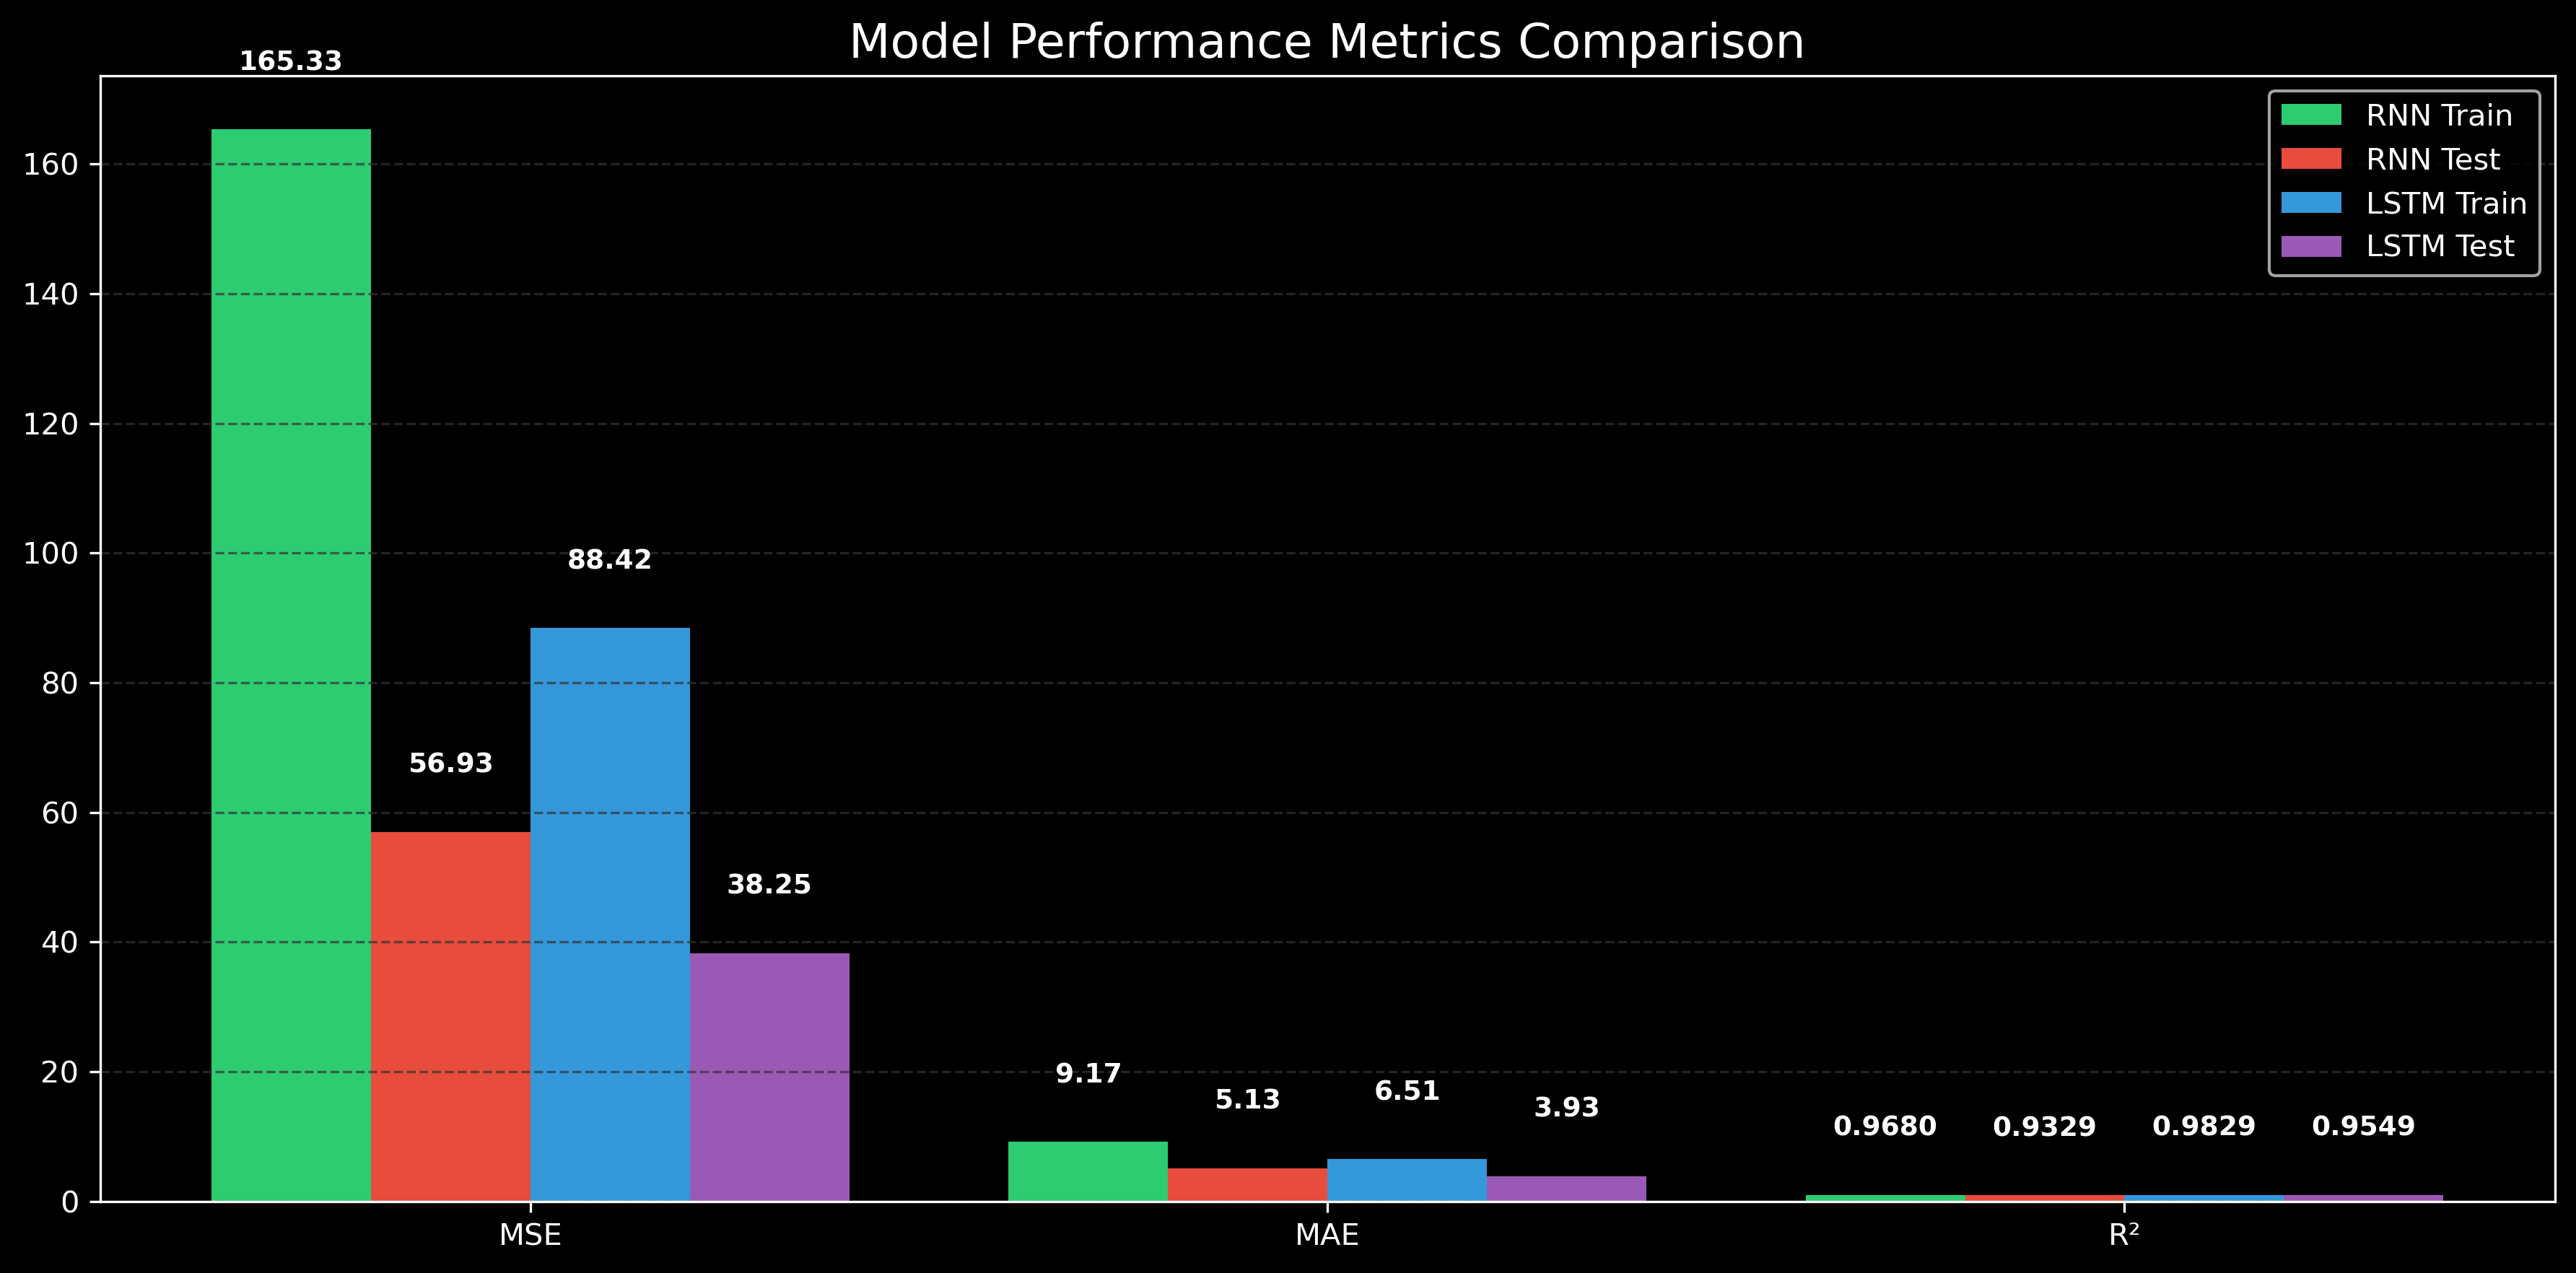 Model Performance Metrics Comparison
165.33
RNN Train
RNN Test
LSTM Train
LSTM Test
160
140
120
100
80
60
40
20
0
88.42
56.93
38.25
9.17
5.13
6.51
3.93
0.9680
0.9329
0.9829
0.9549
MSE
MAE
R²